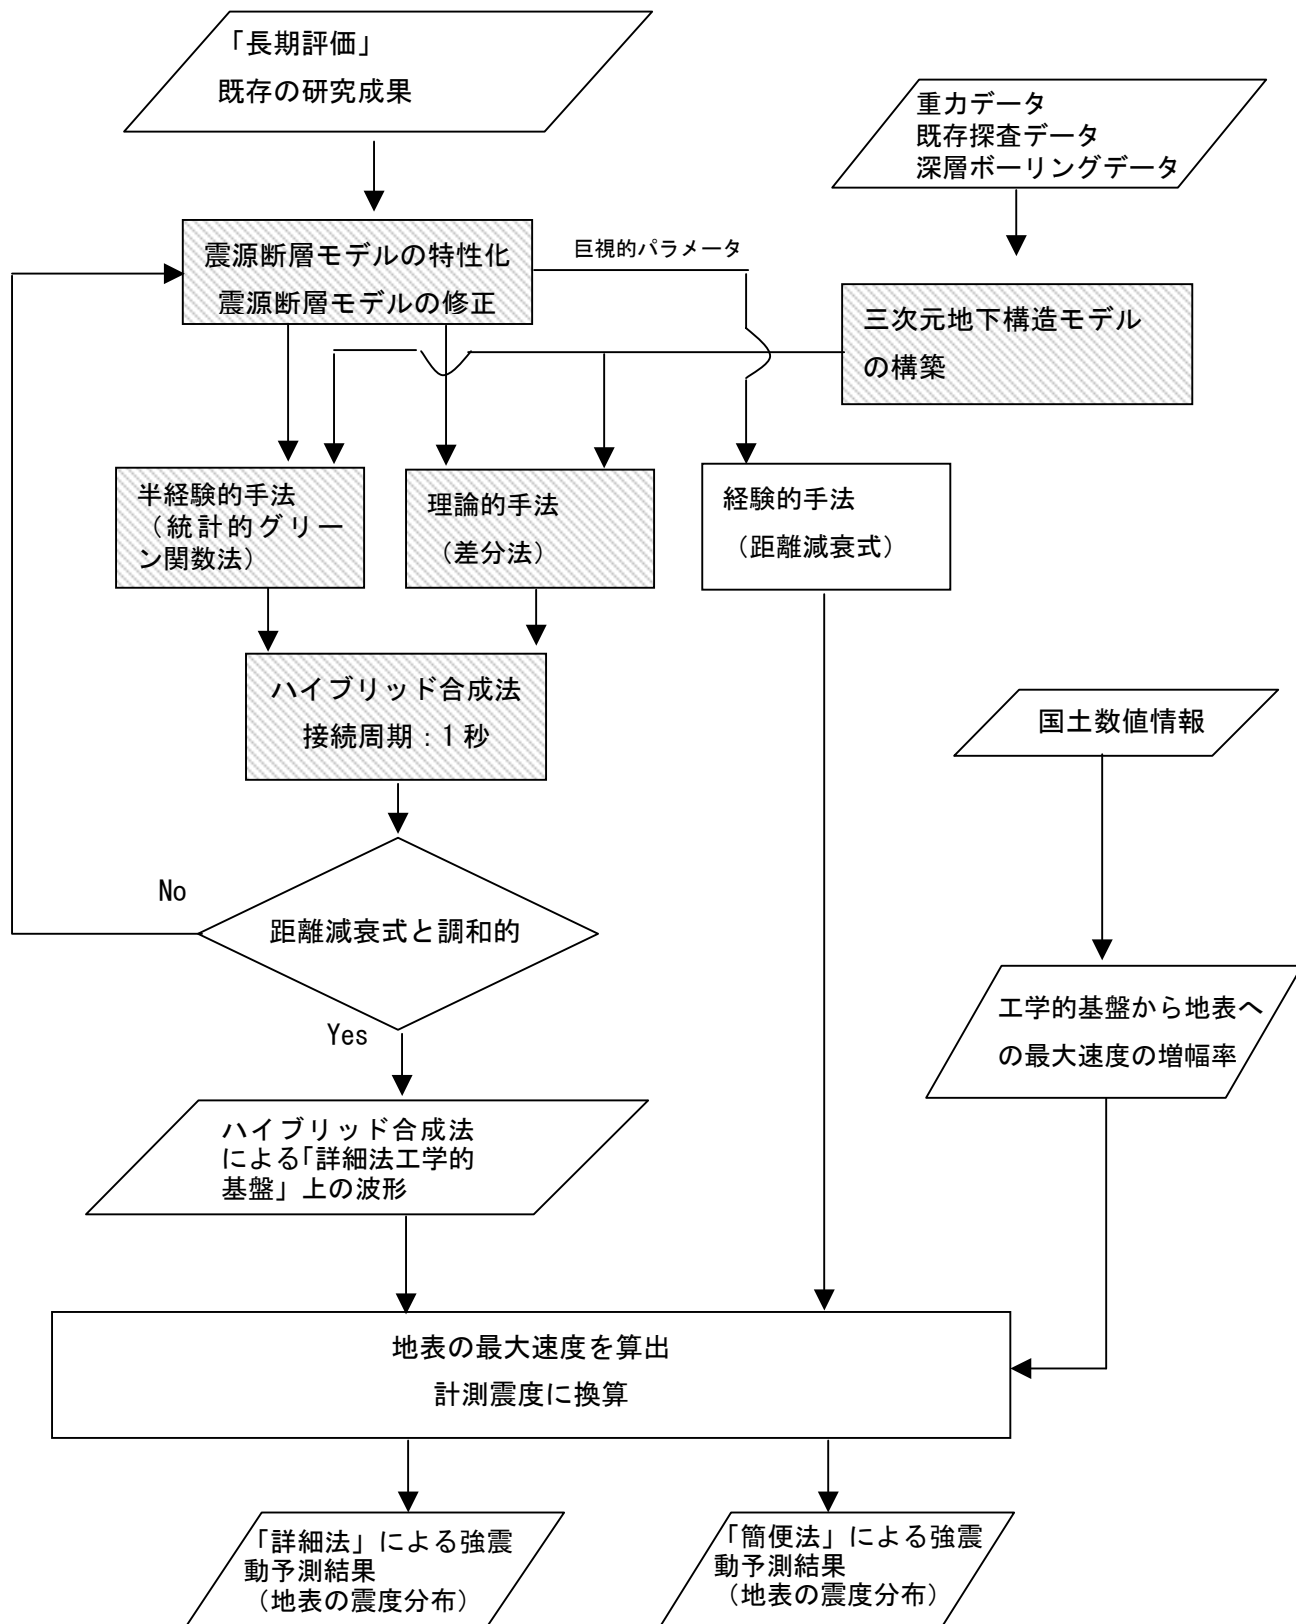 「長期評価」
既存の研究成果
重力データ
既存探査データ
深層ボーリングデータ
震源断層モデルの特性化
震源断層モデルの修正
巨視的パラメータ
三次元地下構造モデル
の構築
半経験的手法
（統計的グリー
ン関数法）
理論的手法
（差分法）
経験的手法
（距離減衰式）
ハイブリッド合成法
接続周期：1秒
国土数値情報
No
距離減衰式と調和的
Yes
工学的基盤から地表へ
の最大速度の増幅率
ハイブリッド合成法
による「詳細法工学的
基盤」上の波形
地表の最大速度を算出
計測震度に換算
「詳細法」による強震
動予測結果
（地表の震度分布）
「簡便法」による強震
動予測結果
（地表の震度分布）